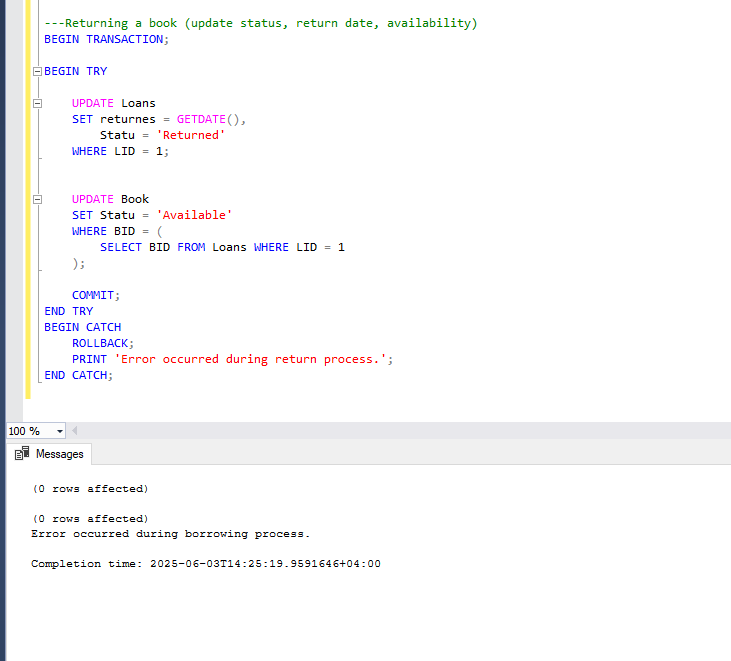 ---Returning a book (update status, return date, availability)
BEGIN TRANSACTION;
BEGIN TRY
UPDATE Loans
SET returnes = GETDATE(),
Statu = 'Returned'
WHERE LID = 1;
UPDATE Book
SET Statu = 'Available'
WHERE BID = (
SELECT BID FROM Loans WHERE LID = 1
);
COMMIT;
END TRY
BEGIN CATCH
ROLLBACK;
PRINT 'Error occurred during return process.';
END CATCH;
100 %
Messages
(0 rows affected)
(0 rows affected)
Error occurred during borrowing process.
Completion time: 2025-06-03T14:25:19.9591646+04:00